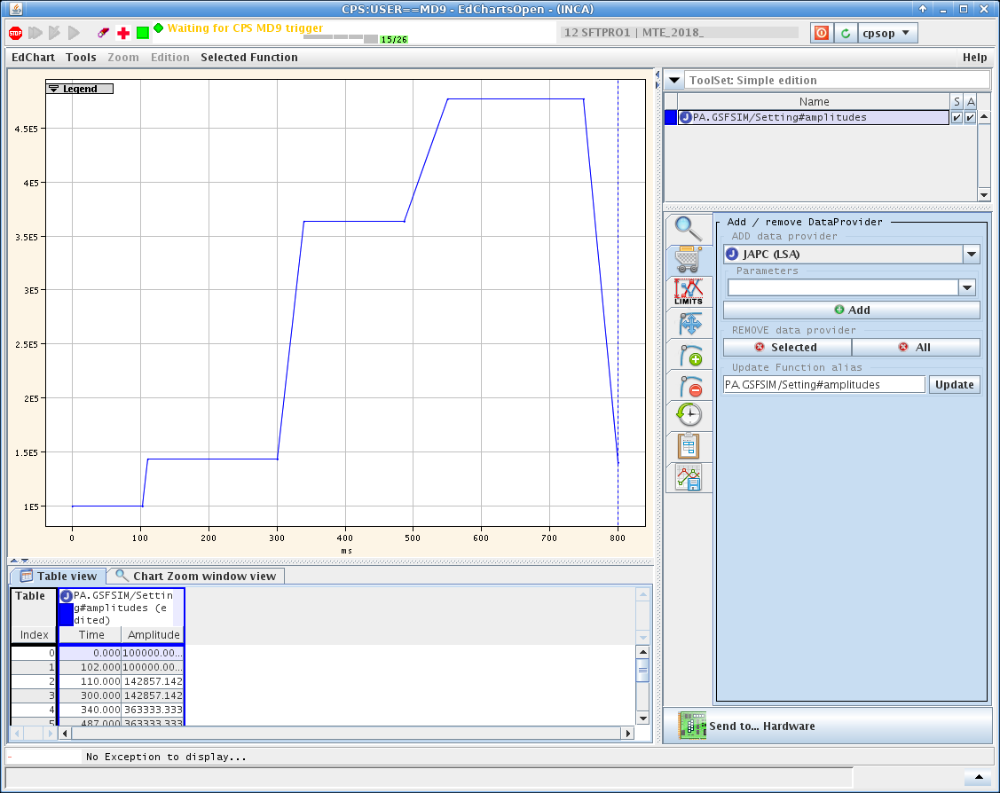 CPS:USER==MD9 - EdChartsOpen - (INCA)
STOP
Waiting for CPS MD9 trigger
15/26
12 SFTPRO1 | MTE_2018_
cpsop
EdChart Tools Zoom Edition Selected Function Help
Legend
4.5E5
4E5
3.5E5
3E5
2.5E5
2E5
1.5E5
1E5
0 100 200 300 400 500 600 700 800
ms
ToolSet: Simple edition
Name S A
PA.GSFSIM/Setting#amplitudes
Add / remove DataProvider
ADD data provider
JAPC (LSA)
Parameters
Add
REMOVE data provider
Selected All
Update Function alias
PA.GSFSIM/Setting#amplitudes Update
LIMITS
Table view Chart Zoom window view
Table
PA.GSFSIM/Settin
g#amplitudes (e
dited)
Index Time Amplitude
0 0.000 100000.00...
1 102.000 100000.00...
2 110.000 142857.142
3 300.000 142857.142
4 340.000 363333.333
5 487.000 363333.333
Send to... Hardware
- No Exception to display...